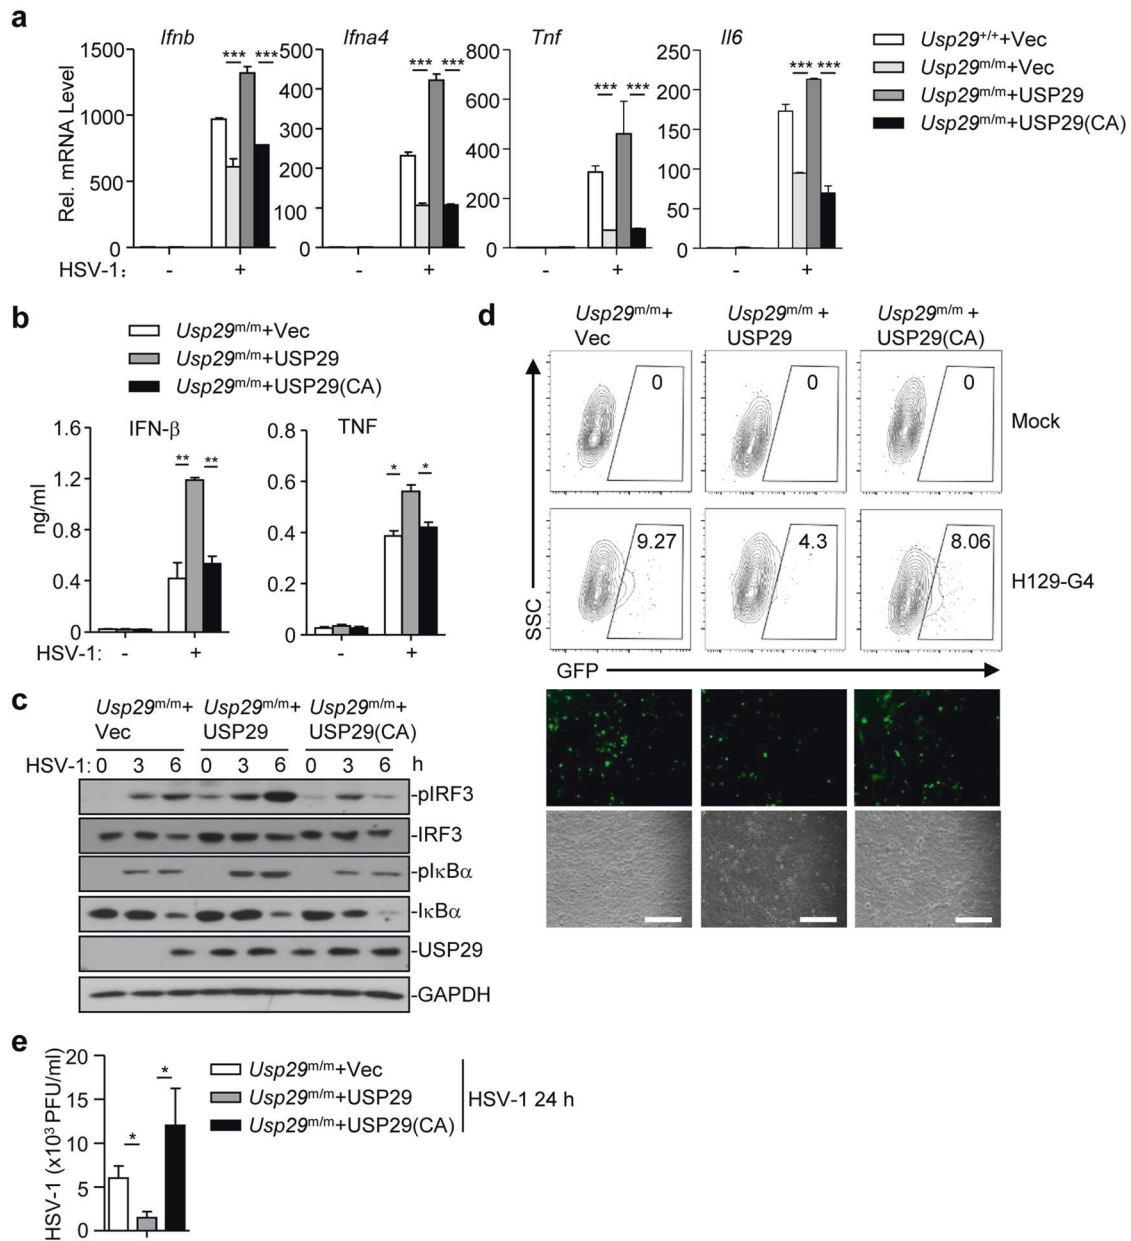 a
Ifnb
Ifna4
Tnf
Il6
Rel. mRNA Level
1500
1000
500
0
***
***
500
400
300
200
100
0
***
***
800
600
400
200
0
***
***
250
200
150
100
50
0
***
***
HSV-1:
-
+
-
+
-
+
-
+
Usp29+/++Vec
Usp29m/m+Vec
Usp29m/m+USP29
Usp29m/m+USP29(CA)
b
Usp29m/m+Vec
Usp29m/m+USP29
Usp29m/m+USP29(CA)
IFN-β
TNF
ng/ml
1.6
1.2
0.8
0.4
0
**
**
0.8
0.6
0.4
0.2
0
*
*
HSV-1:
-
+
-
+
c
Usp29m/m+
Vec
Usp29m/m+
USP29
Usp29m/m+
USP29(CA)
HSV-1: 0 3 6 0 3 6 0 3 6 h
-pIRF3
-IRF3
-pIκBα
-IκBα
-USP29
-GAPDH
d
Usp29m/m+
Vec
Usp29m/m +
USP29
Usp29m/m +
USP29(CA)
0
0
0
Mock
9.27
4.3
8.06
H129-G4
SSC
GFP
e
HSV-1 (x10³ PFU/ml)
20
15
10
5
0
*
*
Usp29m/m+Vec
Usp29m/m+USP29
Usp29m/m+USP29(CA)
HSV-1 24 h